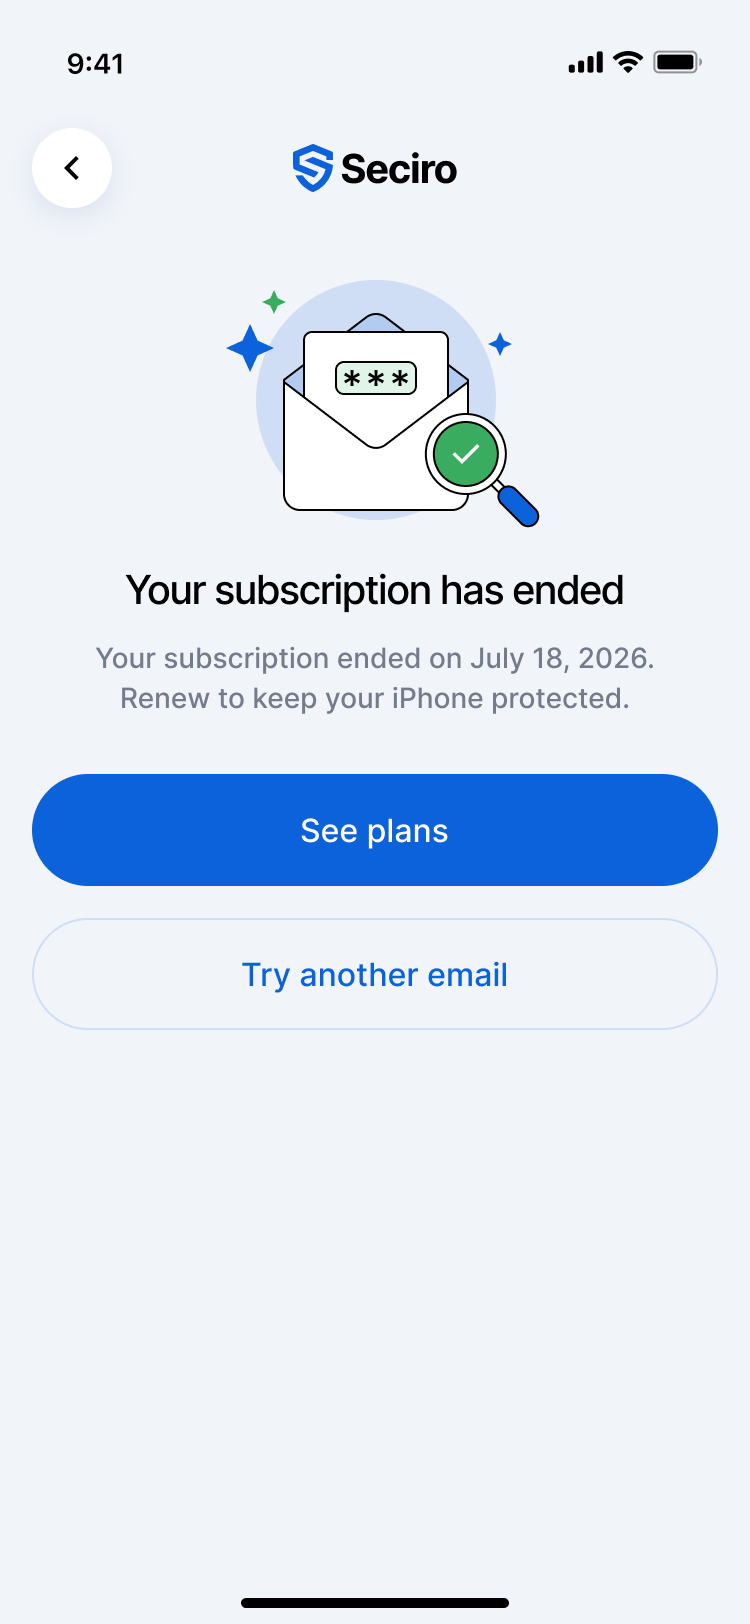 9:41
Seciro
***
Your subscription has ended
Your subscription ended on July 18, 2026.
Renew to keep your iPhone protected.
See plans
Try another email